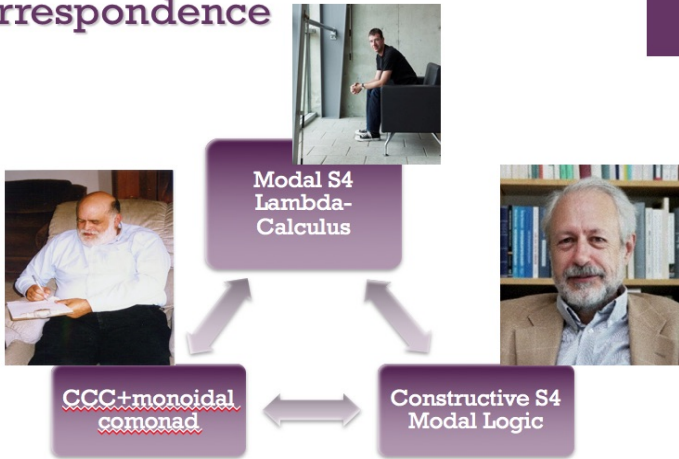 rrespondence
Modal S4
Lambda-
Calculus
CCC+monoidal
comonad
Constructive S4
Modal Logic